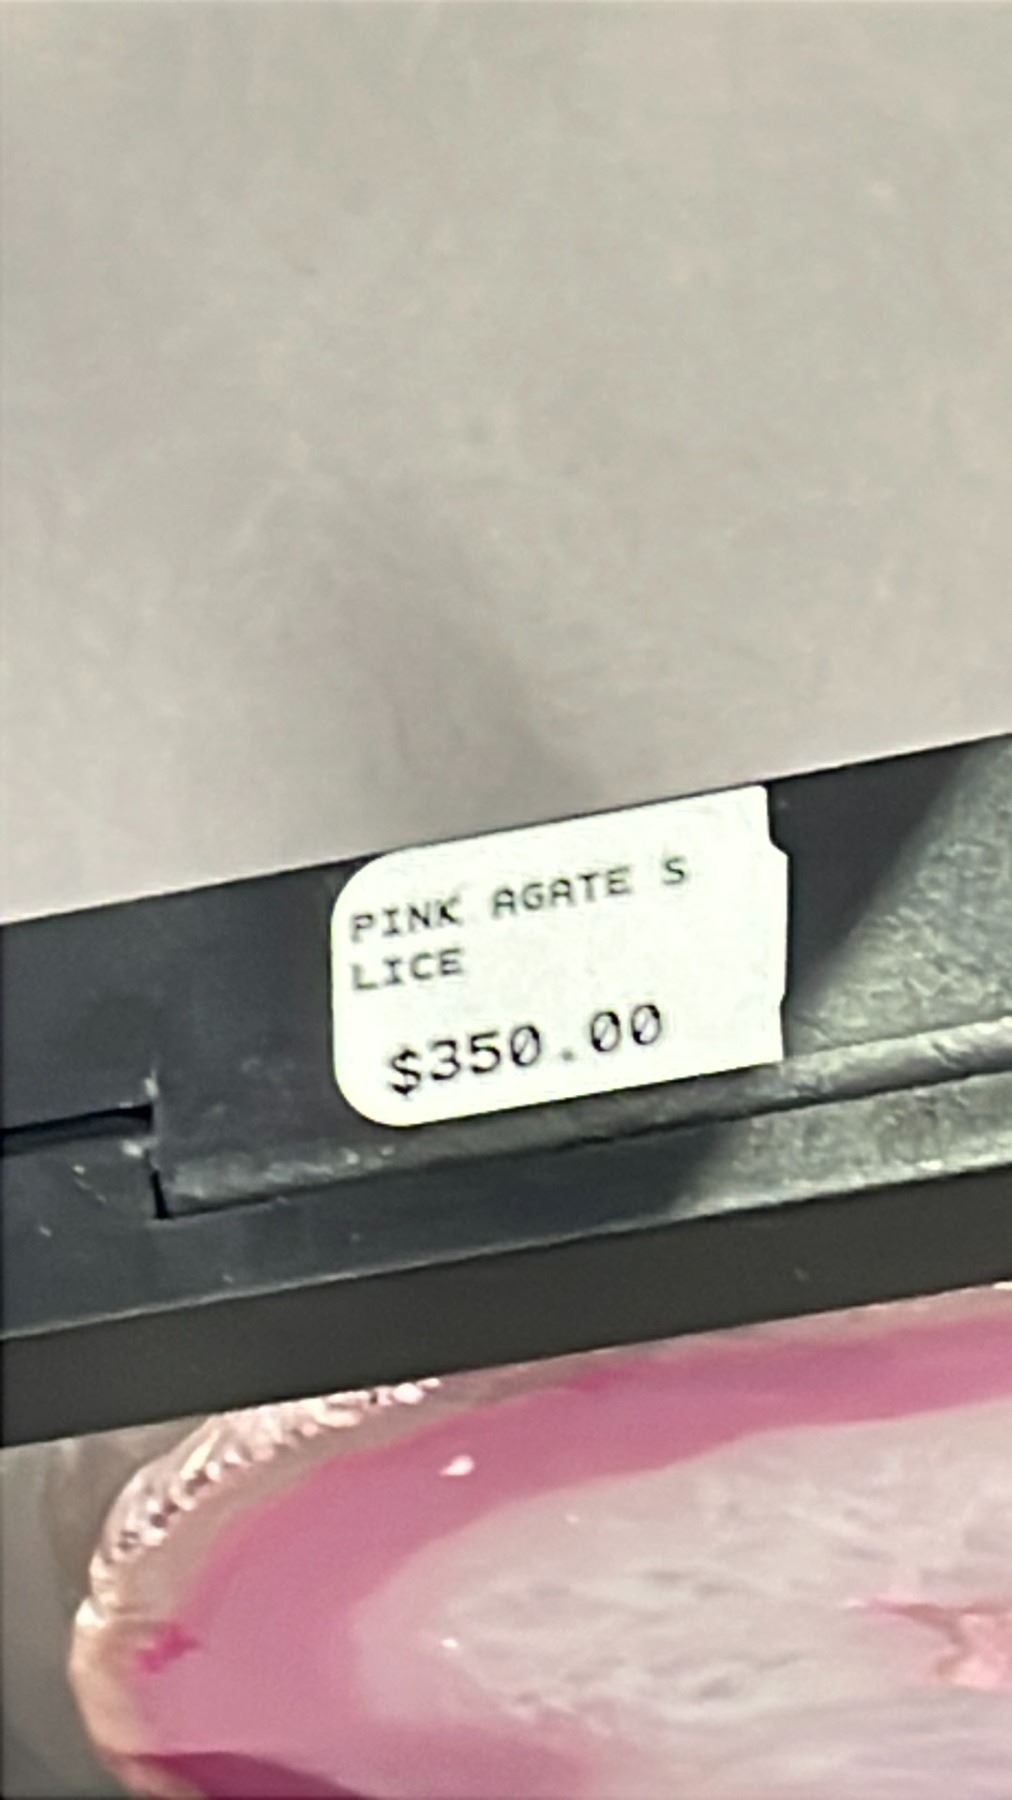 PINK AGATE S
LICE
$350.00